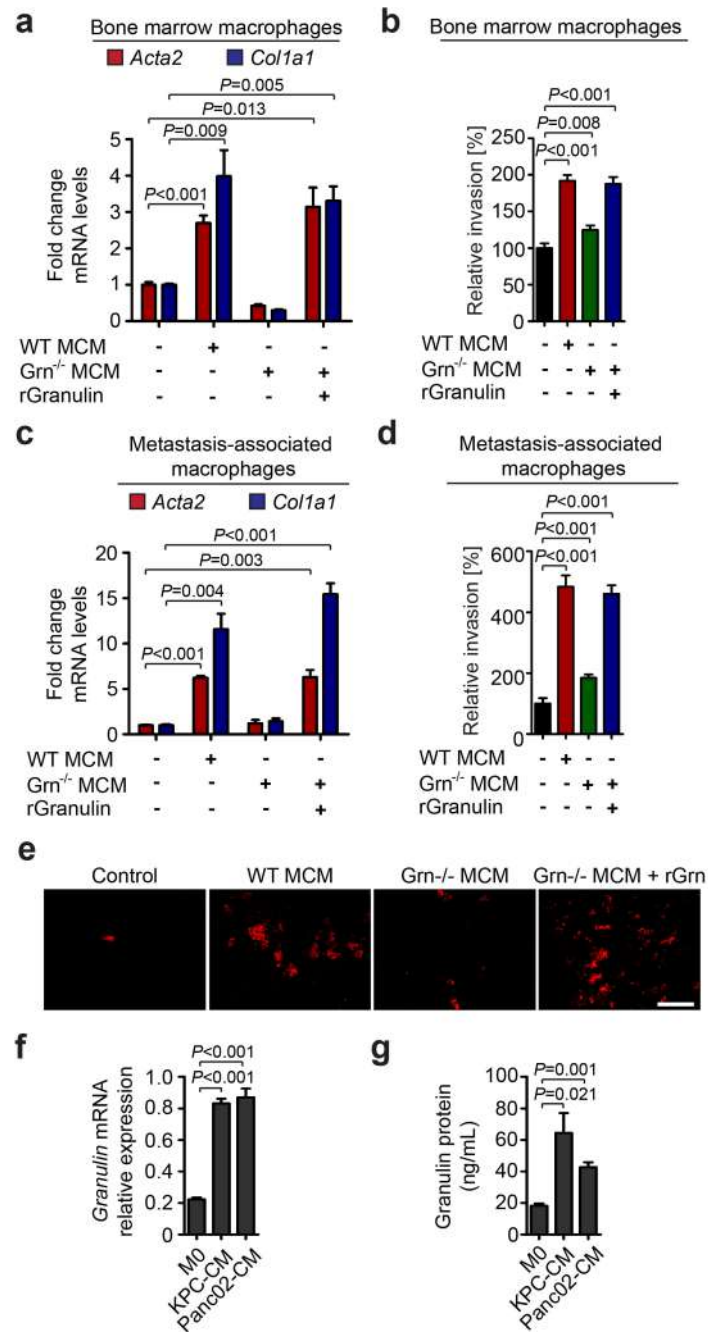 a
Bone marrow macrophages
Acta2 Col1a1
P=0.005
P=0.013
P=0.009
P<0.001
Fold change
mRNA levels
5
4
3
2
1
0
WT MCM - + - -
Grn-/- MCM - - + +
rGranulin - - - +
b
Bone marrow macrophages
P<0.001
P=0.008
P<0.001
Relative invasion [%]
250
200
150
100
50
0
- + - -
- - + +
- - - +
c
Metastasis-associated
macrophages
Acta2 Col1a1
P<0.001
P=0.003
P=0.004
P<0.001
Fold change
mRNA levels
20
15
10
5
0
WT MCM - + - -
Grn-/- MCM - - + +
rGranulin - - - +
d
Metastasis-associated
macrophages
P<0.001
P<0.001
P<0.001
Relative invasion [%]
600
400
200
0
WT MCM - + - -
Grn-/- MCM - - + +
rGranulin - - - +
e
Control WT MCM Grn-/- MCM Grn-/- MCM + rGrn
f
P<0.001
P<0.001
Granulin mRNA
relative expression
1.0
0.8
0.6
0.4
0.2
0
M0
KPC-CM
Panc02-CM
g
P=0.001
P=0.021
Granulin protein
(ng/mL)
100
80
60
40
20
0
M0
KPC-CM
Panc02-CM